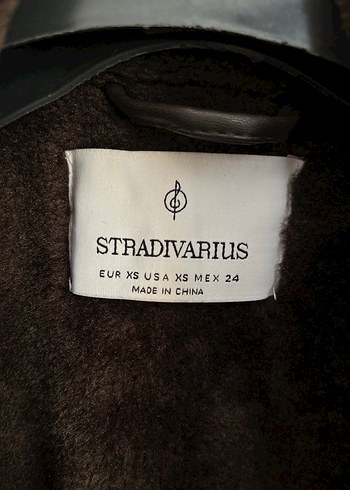 STRADIVARIUS
EUR XS USA XS MEX 24
MADE IN CHINA